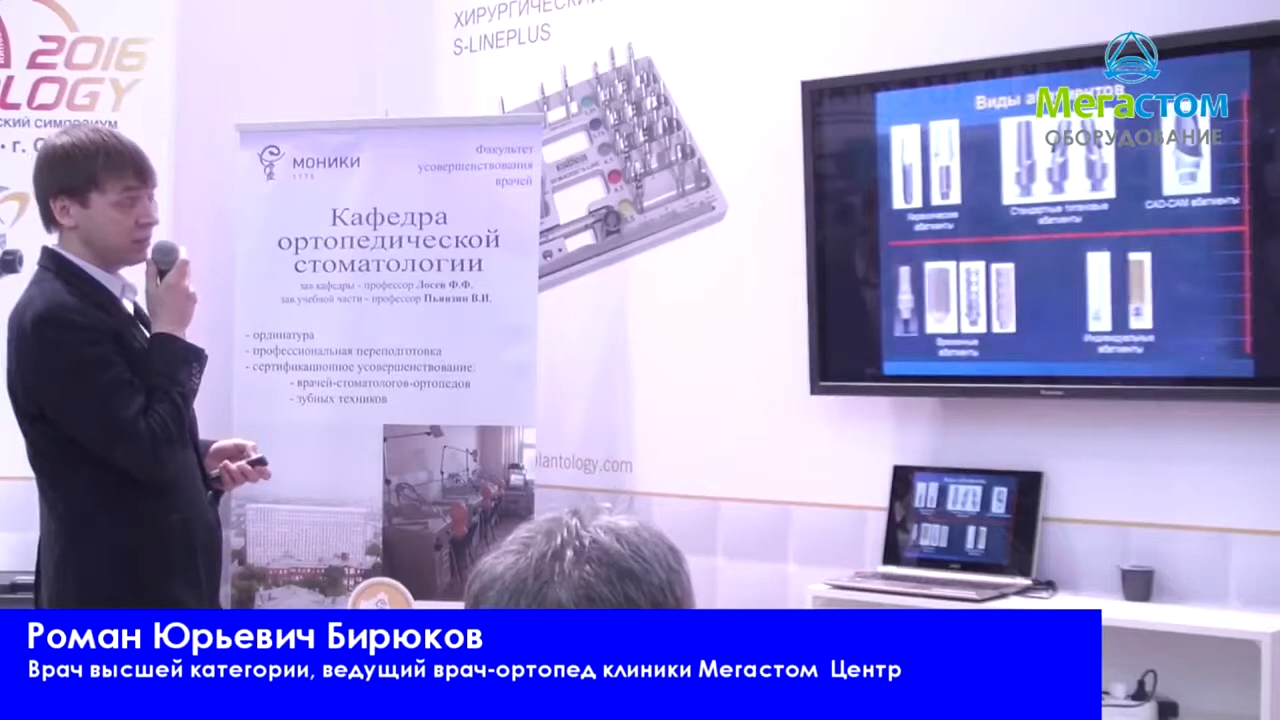 2016
LOGY
• г. С
ХИРУРГИЧЕСКИЙ
S-LINEPLUS
МОНИКИ
1775
Факультет
усовершенствования
врачей
Кафедра
ортопедической
стоматологии
зав.кафедры - профессор Лосев Ф.Ф.
зав.учебной части - профессор Пьянзин В.И.
- ординатура
- профессиональная переподготовка
- сертификационное усовершенствование:
- врачей-стоматологов-ортопедов
- зубных техников
lantology.com
Мегастом
ОБОРУДОВАНИЕ
Виды
Керамические
абатменты
Стандартные титановые
абатменты
CAD-CAM абатменты
Временные
абатменты
Индивидуальные
абатменты
Роман Юрьевич Бирюков
Врач высшей категории, ведущий врач-ортопед клиники Мегастом Центр